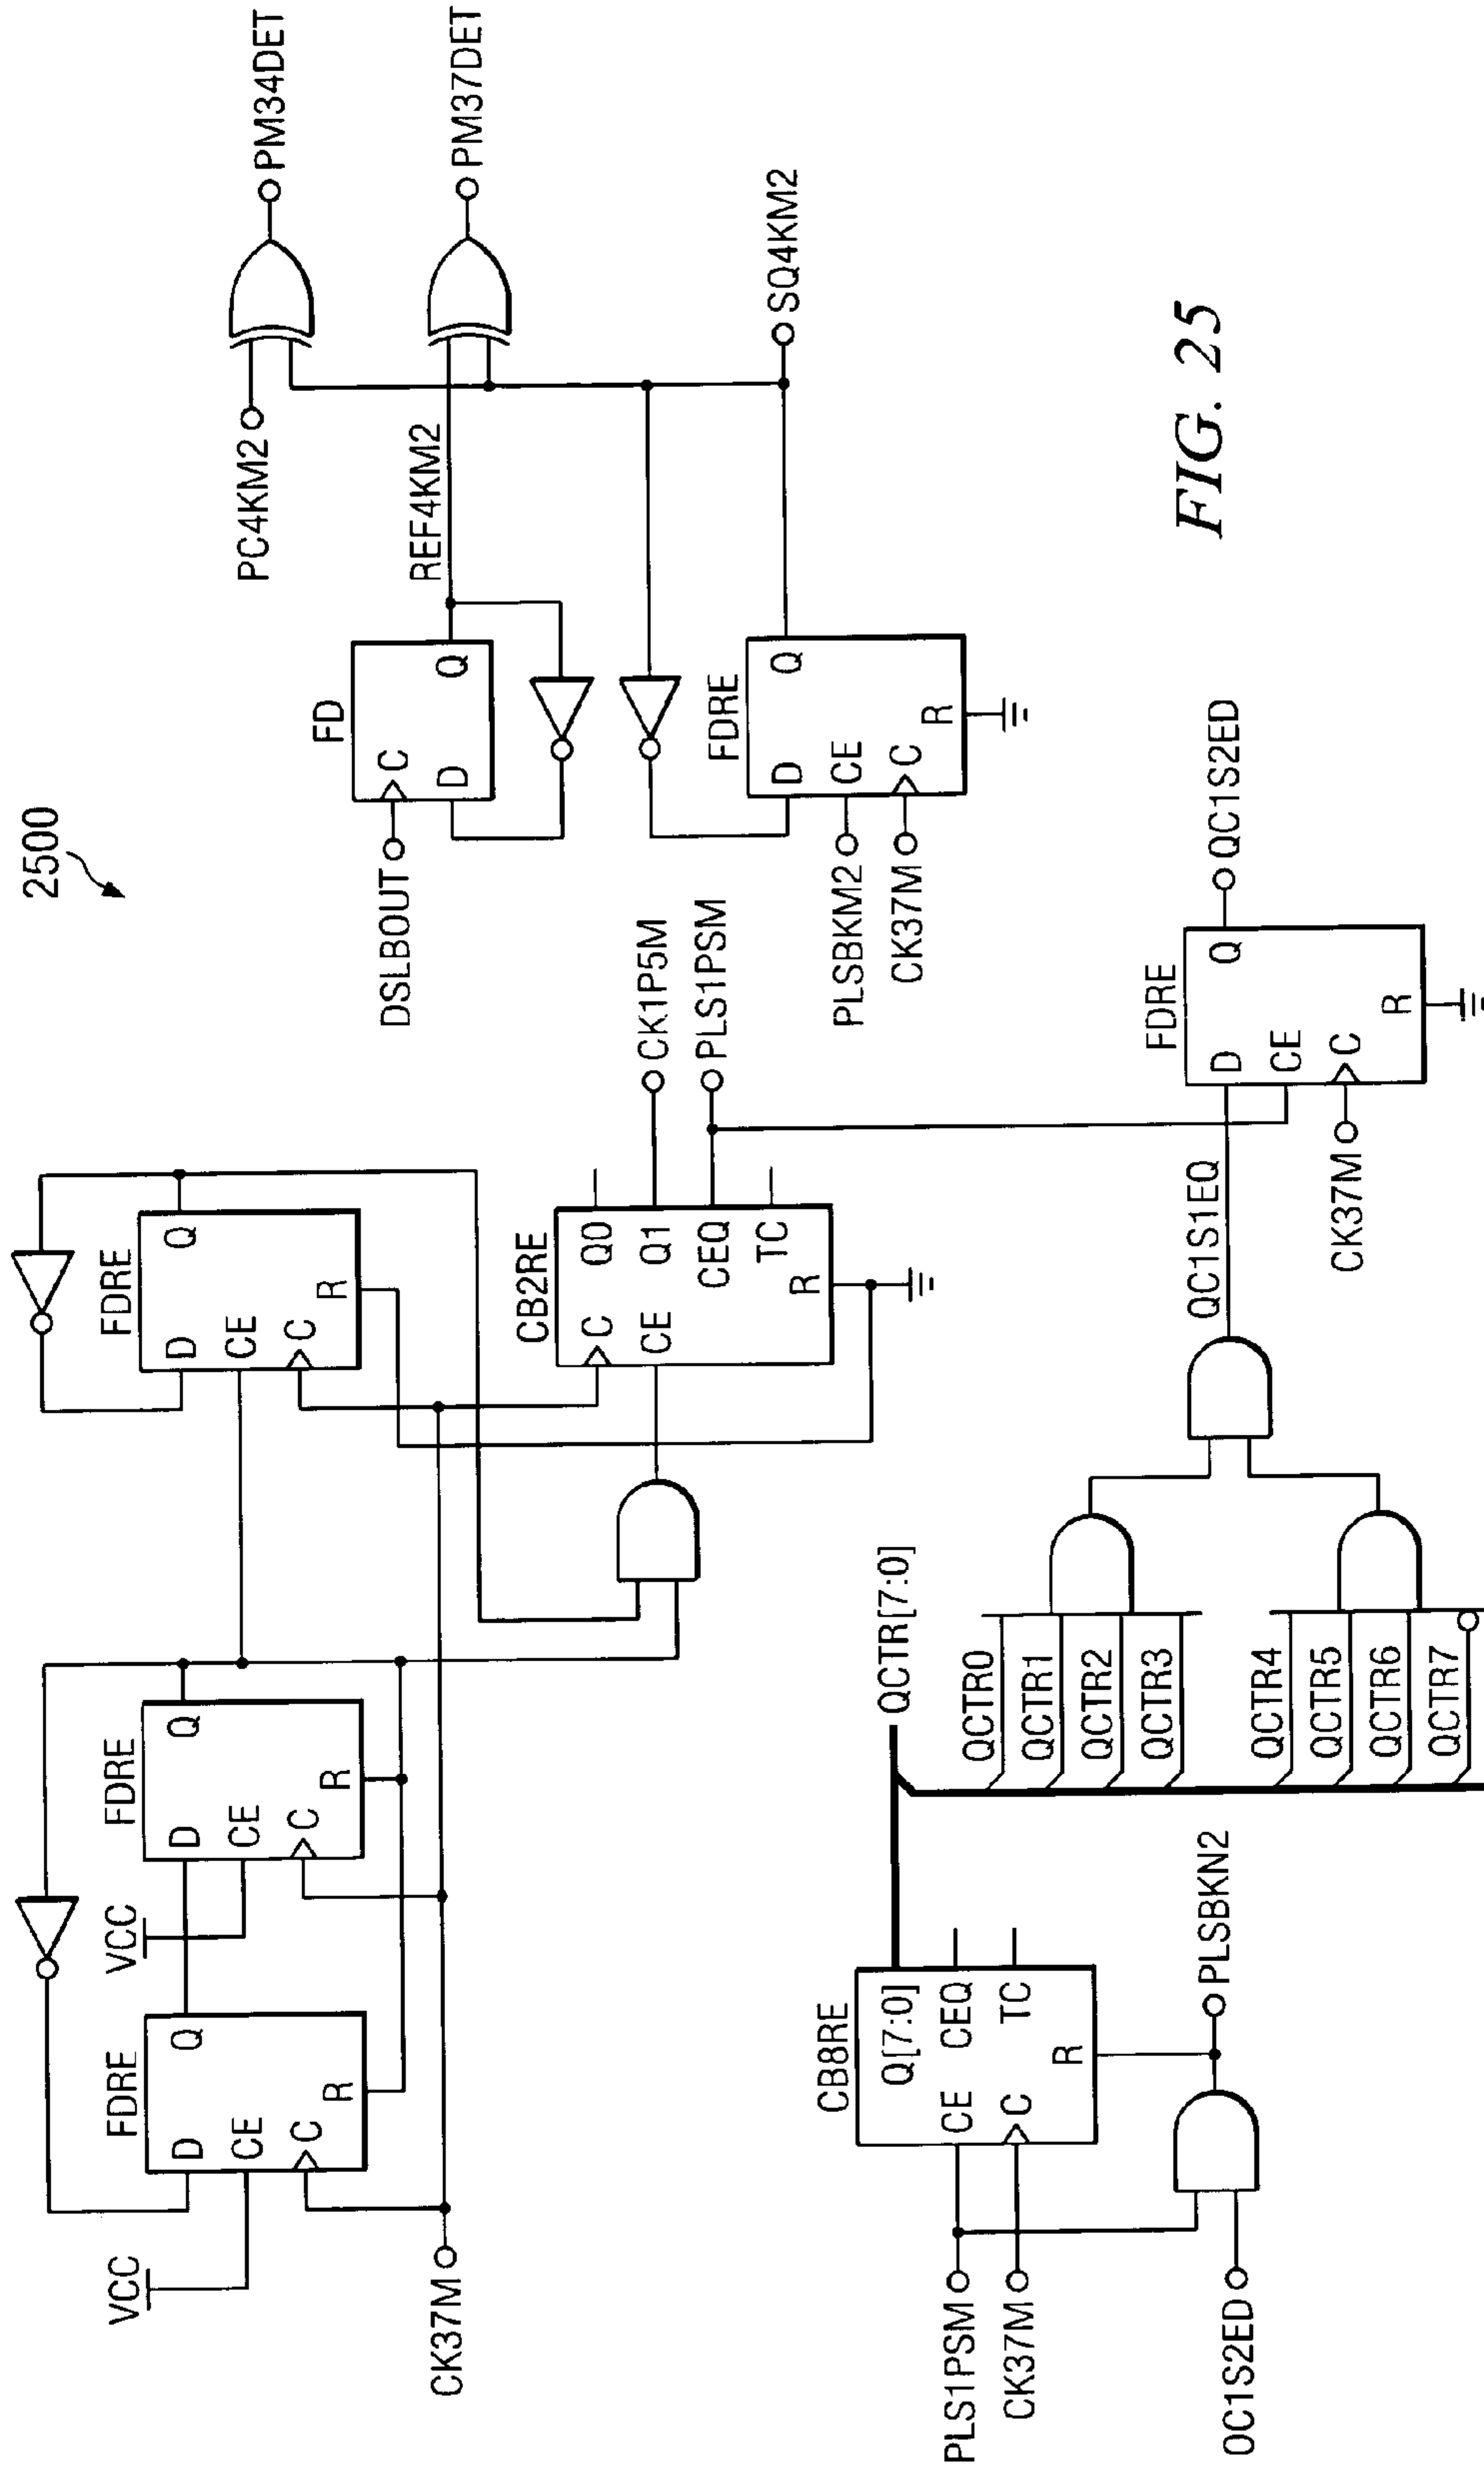 2500
VCC
FDRE
D
Q
CE
C
R
VCC
FDRE
D
Q
CE
C
R
FDRE
D
Q
CE
C
R
CK37M
CB2RE
C
Q0
CE
Q1
CEQ
TC
R
CK1P5M
PLS1PSM
PC4KM2
PM34DET
FD
DSLBOUT
C
D
Q
REF4KM2
PM37DET
FDRE
D
Q
PLSBKM2
CE
CK37M
C
R
SQ4KM2
CB8RE
Q[7:0]
PLS1PSM
CE
CEQ
CK37M
C
TC
R
OC1S2ED
PLSBKN2
QCTR[7:0]
QCTR0
QCTR1
QCTR2
QCTR3
QCTR4
QCTR5
QCTR6
QCTR7
QC1S1EQ
FDRE
D
Q
CE
CK37M
C
R
QC1S2ED
FIG. 25